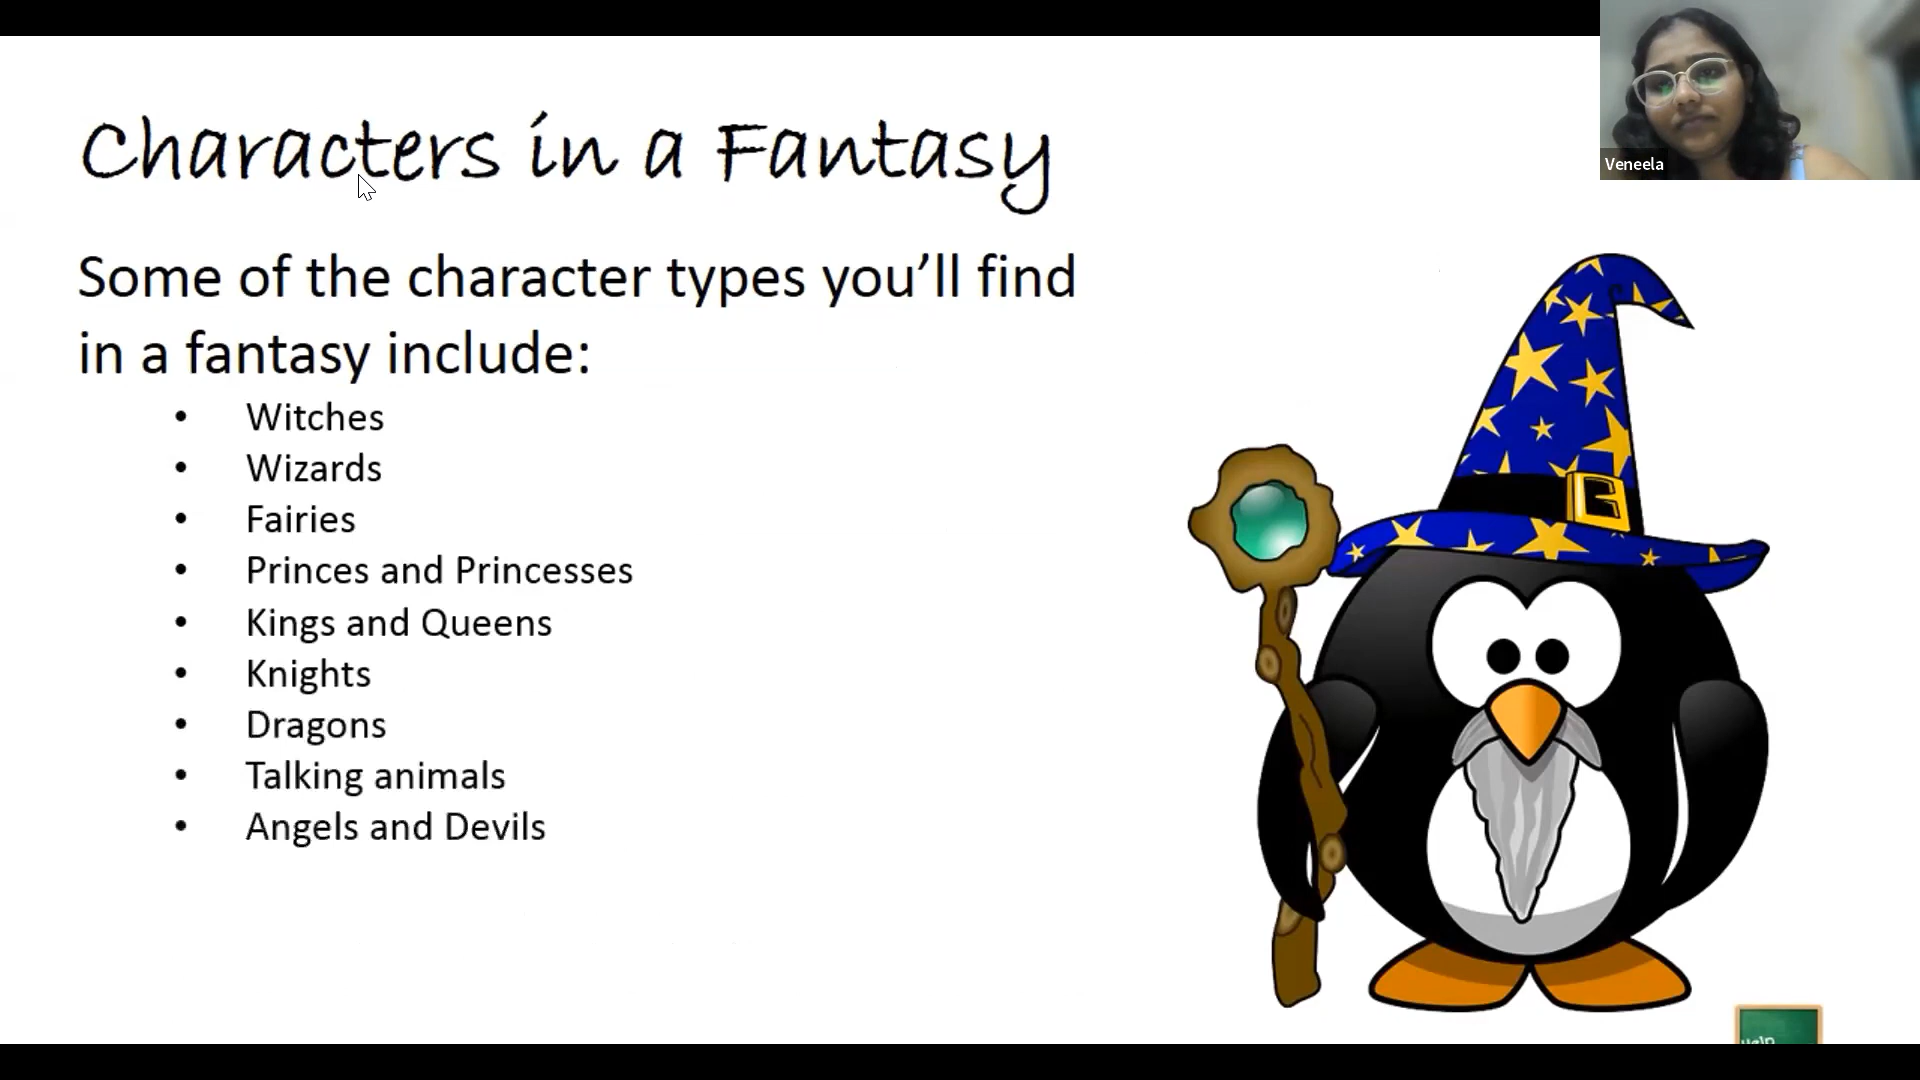 Characters in a Fantasy
Veneela
Some of the character types you’ll find
in a fantasy include:
• Witches
• Wizards
• Fairies
• Princes and Princesses
• Kings and Queens
• Knights
• Dragons
• Talking animals
• Angels and Devils